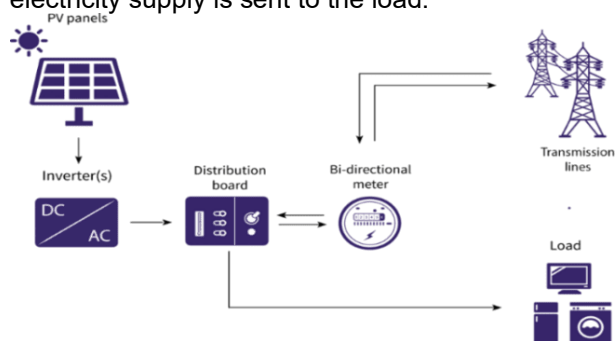 electricity supply is sent to the load.
PV panels
Inverter(s)
DC
AC
Distribution
board
Bi-directional
meter
Transmission
lines
Load